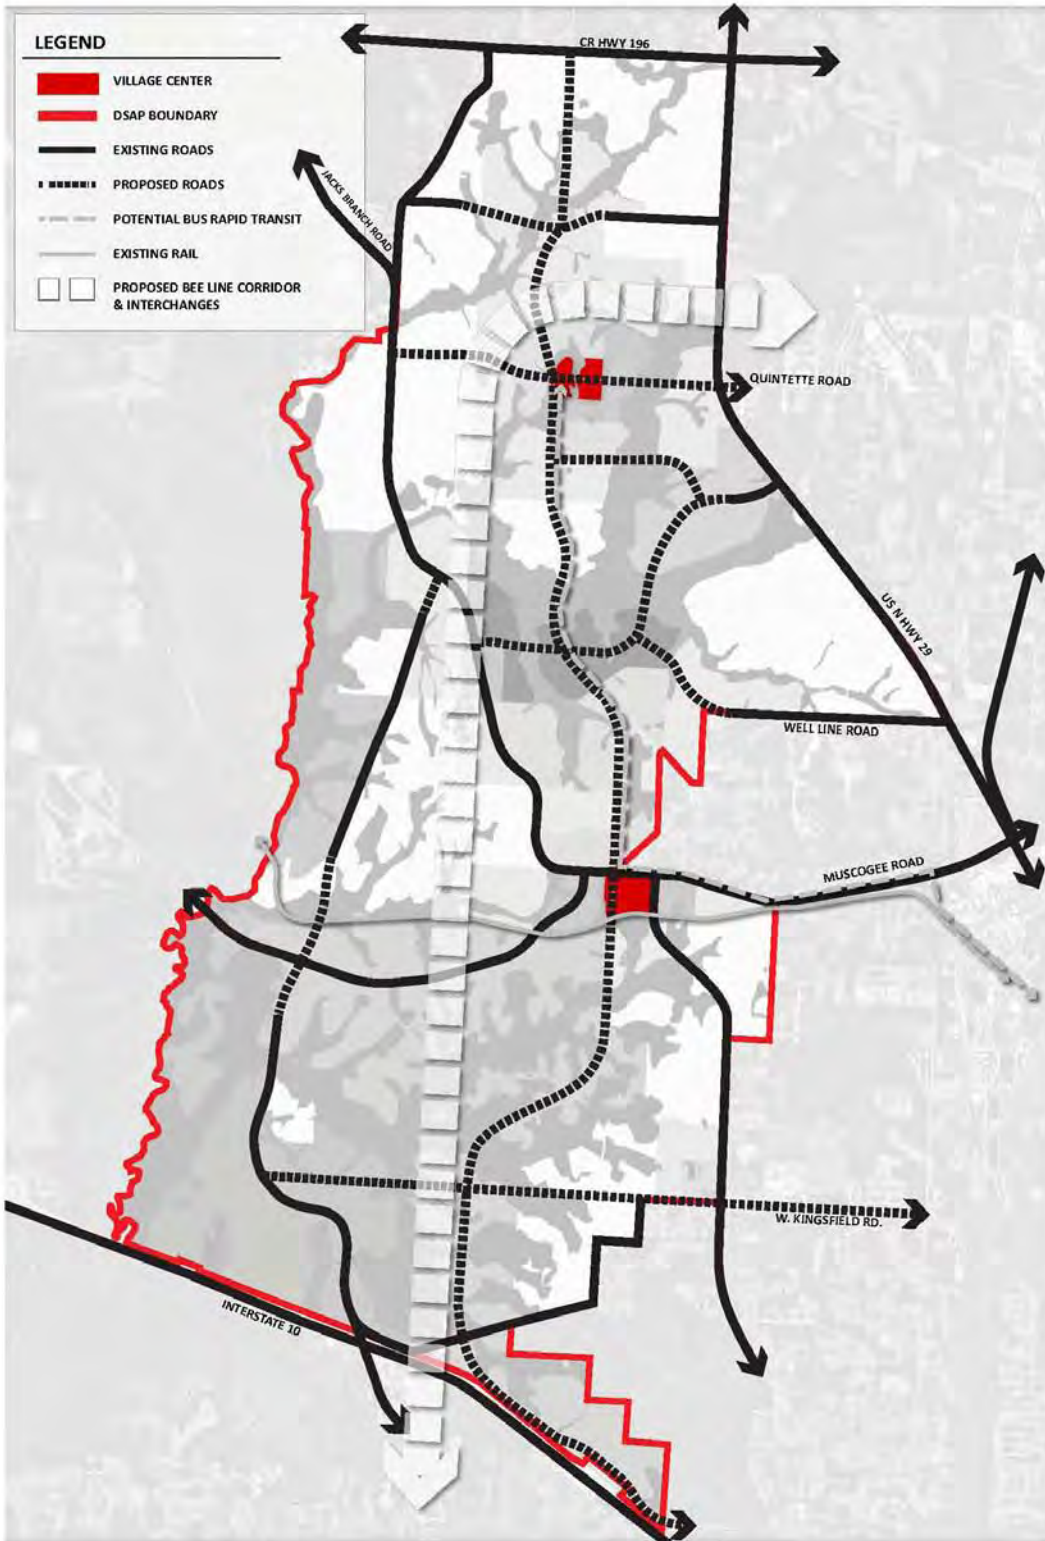 LEGEND
VILLAGE CENTER
DSAP BOUNDARY
EXISTING ROADS
PROPOSED ROADS
POTENTIAL BUS RAPID TRANSIT
EXISTING RAIL
PROPOSED BEE LINE CORRIDOR
& INTERCHANGES
CR HWY 196
JACKS BRANCH ROAD
QUINTETTE ROAD
US N HWY 29
WELL LINE ROAD
MUSCOGEE ROAD
W. KINGSFIELD RD.
INTERSTATE 10